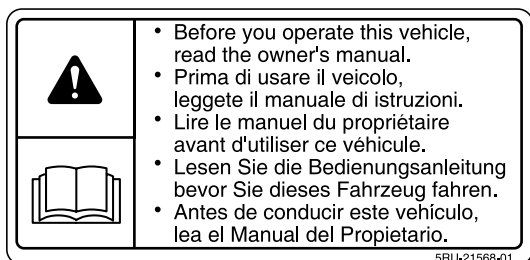 • Before you operate this vehicle,
read the owner's manual.
• Prima di usare il veicolo,
leggete il manuale di istruzioni.
• Lire le manuel du propriétaire
avant d'utiliser ce véhicule.
• Lesen Sie die Bedienungsanleitung
bevor Sie dieses Fahrzeug fahren.
• Antes de conducir este vehículo,
lea el Manual del Propietario.
5RU-21568-01